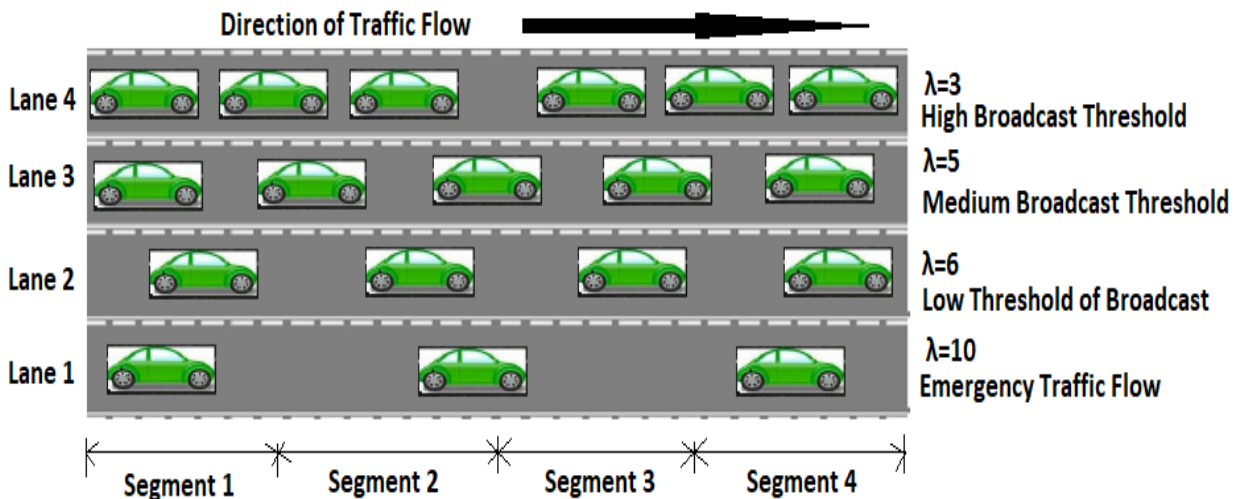 Direction of Traffic Flow
Lane 4
λ=3
High Broadcast Threshold
Lane 3
λ=5
Medium Broadcast Threshold
Lane 2
λ=6
Low Threshold of Broadcast
Lane 1
λ=10
Emergency Traffic Flow
Segment 1 Segment 2 Segment 3 Segment 4